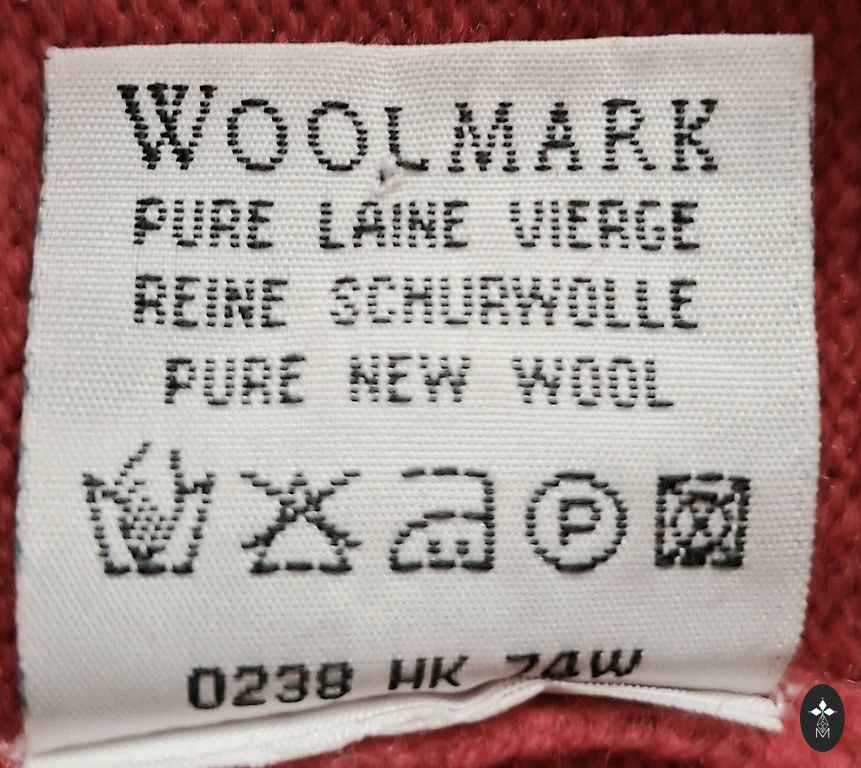 WOOLMARK
PURE LAINE VIERGE
REINE SCHURWOLLE
PURE NEW WOOL
P
0238 HK 74W